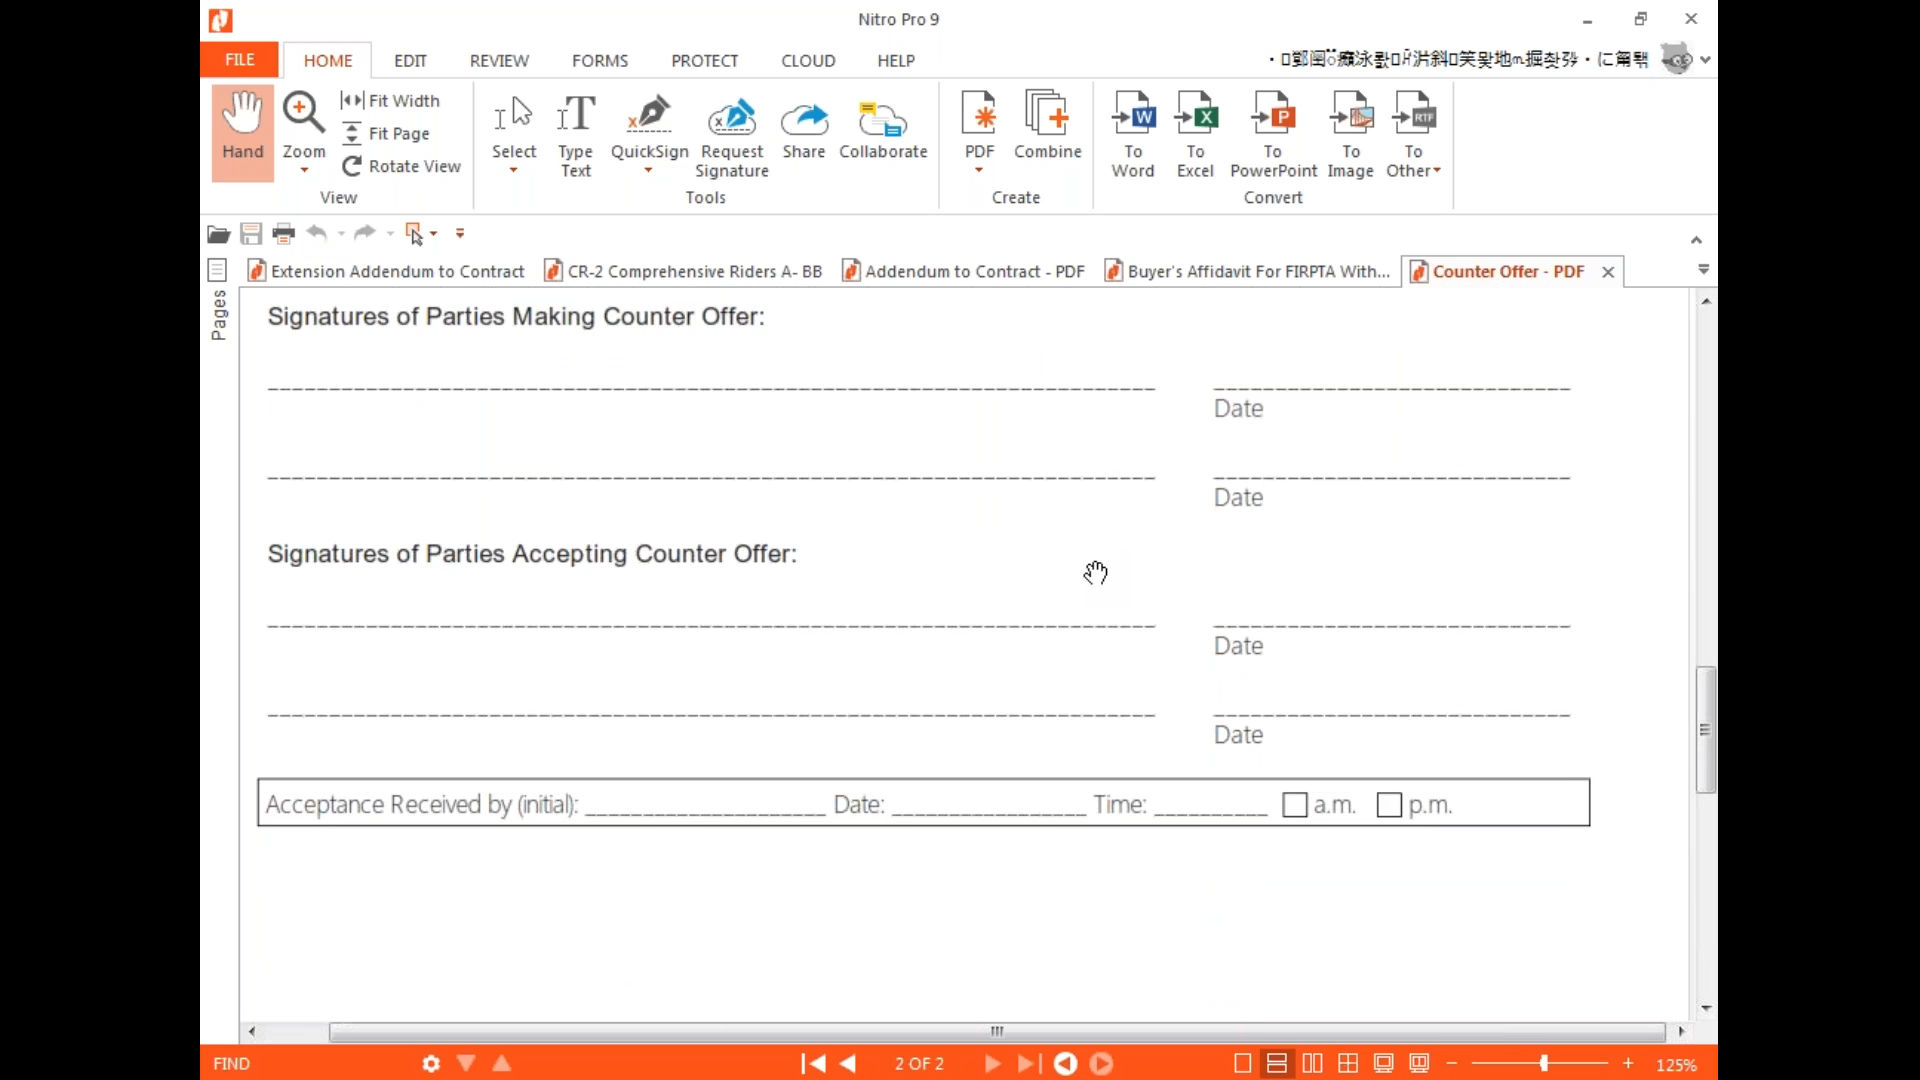 Nitro Pro 9
FILE HOME EDIT REVIEW FORMS PROTECT CLOUD HELP
Hand
Zoom
Fit Width
Fit Page
Rotate View
View
Select
Type Text
QuickSign
Request Signature
Share
Collaborate
Tools
PDF
Combine
Create
To Word
To Excel
To PowerPoint
To Image
To Other
Convert
Extension Addendum to Contract
CR-2 Comprehensive Riders A- BB
Addendum to Contract - PDF
Buyer's Affidavit For FIRPTA With...
Counter Offer - PDF
Pages
Signatures of Parties Making Counter Offer:
Date
Date
Signatures of Parties Accepting Counter Offer:
Date
Date
Acceptance Received by (initial): ____________________ Date: ________________ Time: __________ a.m. p.m.
FIND 2 OF 2 125%